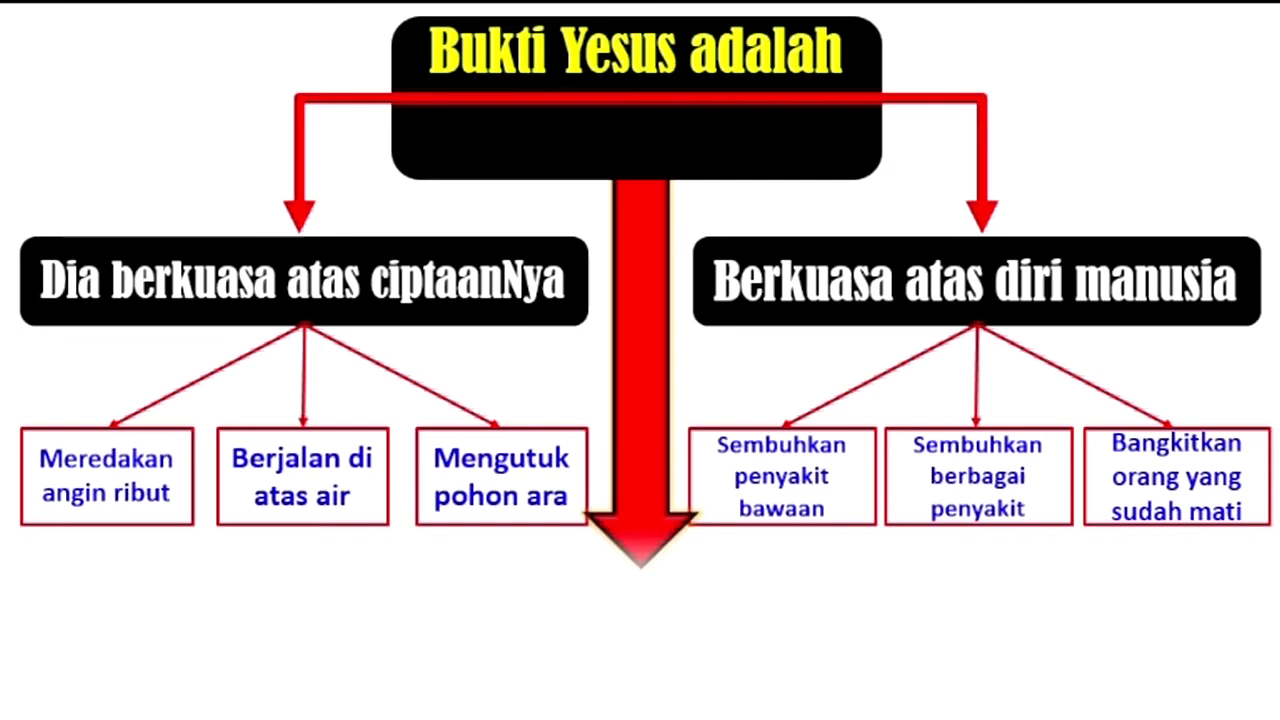 Bukti Yesus adalah
Dia berkuasa atas ciptaanNya
Berkuasa atas diri manusia
Meredakan
angin ribut
Berjalan di
atas air
Mengutuk
pohon ara
Sembuhkan
penyakit
bawaan
Sembuhkan
berbagai
penyakit
Bangkitkan
orang yang
sudah mati